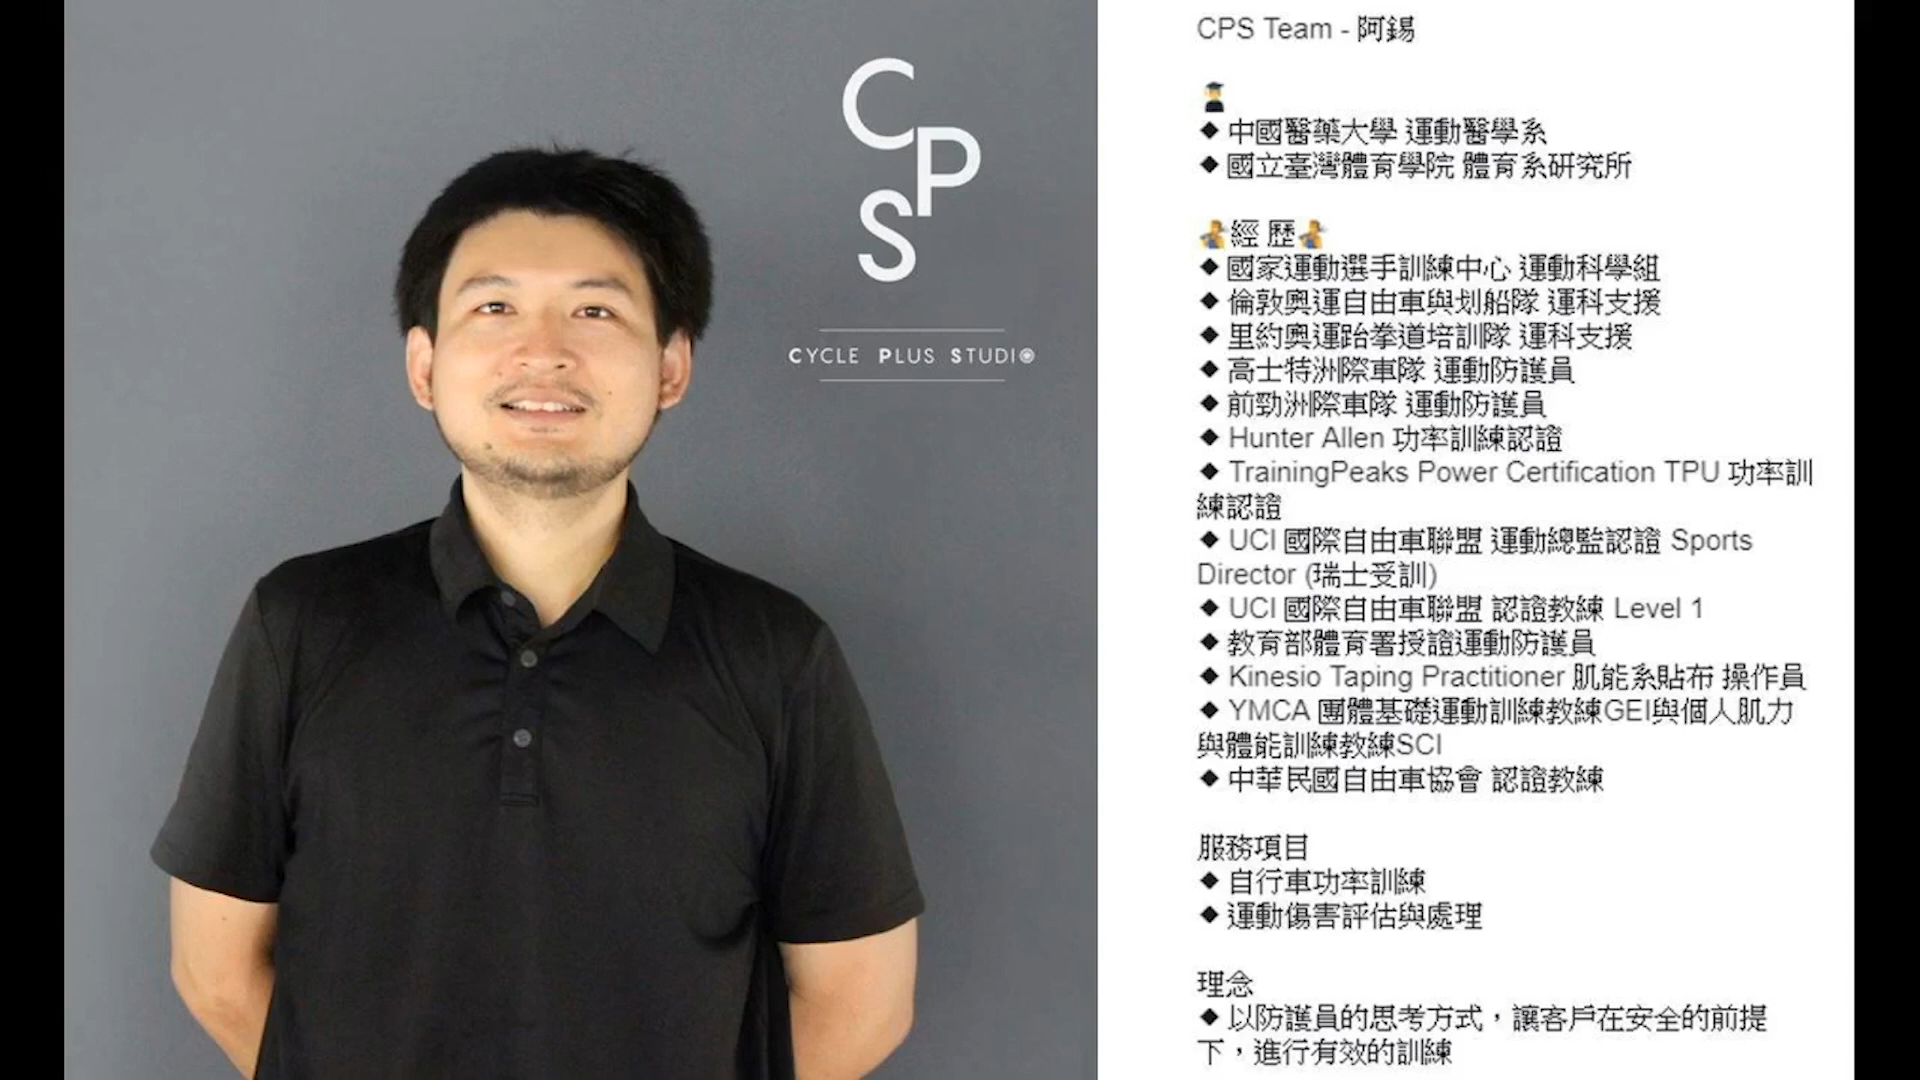 C
P
S
CYCLE PLUS STUDIO
CPS Team - 阿錫
◆ 中國醫藥大學 運動醫學系
◆ 國立臺灣體育學院 體育系研究所
經 歷
◆ 國家運動選手訓練中心 運動科學組
◆ 倫敦奧運自由車與划船隊 運科支援
◆ 里約奧運跆拳道培訓隊 運科支援
◆ 高士特洲際車隊 運動防護員
◆ 前勁洲際車隊 運動防護員
◆ Hunter Allen 功率訓練認證
◆ TrainingPeaks Power Certification TPU 功率訓
練認證
◆ UCI 國際自由車聯盟 運動總監認證 Sports
Director (瑞士受訓)
◆ UCI 國際自由車聯盟 認證教練 Level 1
◆ 教育部體育署授證運動防護員
◆ Kinesio Taping Practitioner 肌能系貼布 操作員
◆ YMCA 團體基礎運動訓練教練GEI與個人肌力
與體能訓練教練SCI
◆ 中華民國自由車協會 認證教練
服務項目
◆ 自行車功率訓練
◆ 運動傷害評估與處理
理念
◆ 以防護員的思考方式，讓客戶在安全的前提
下，進行有效的訓練